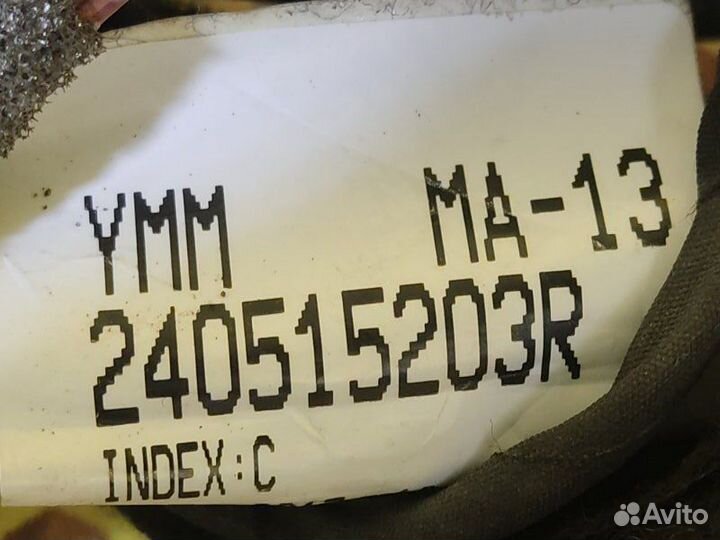 YMM MA-13
240515203R
INDEX:C
Avito